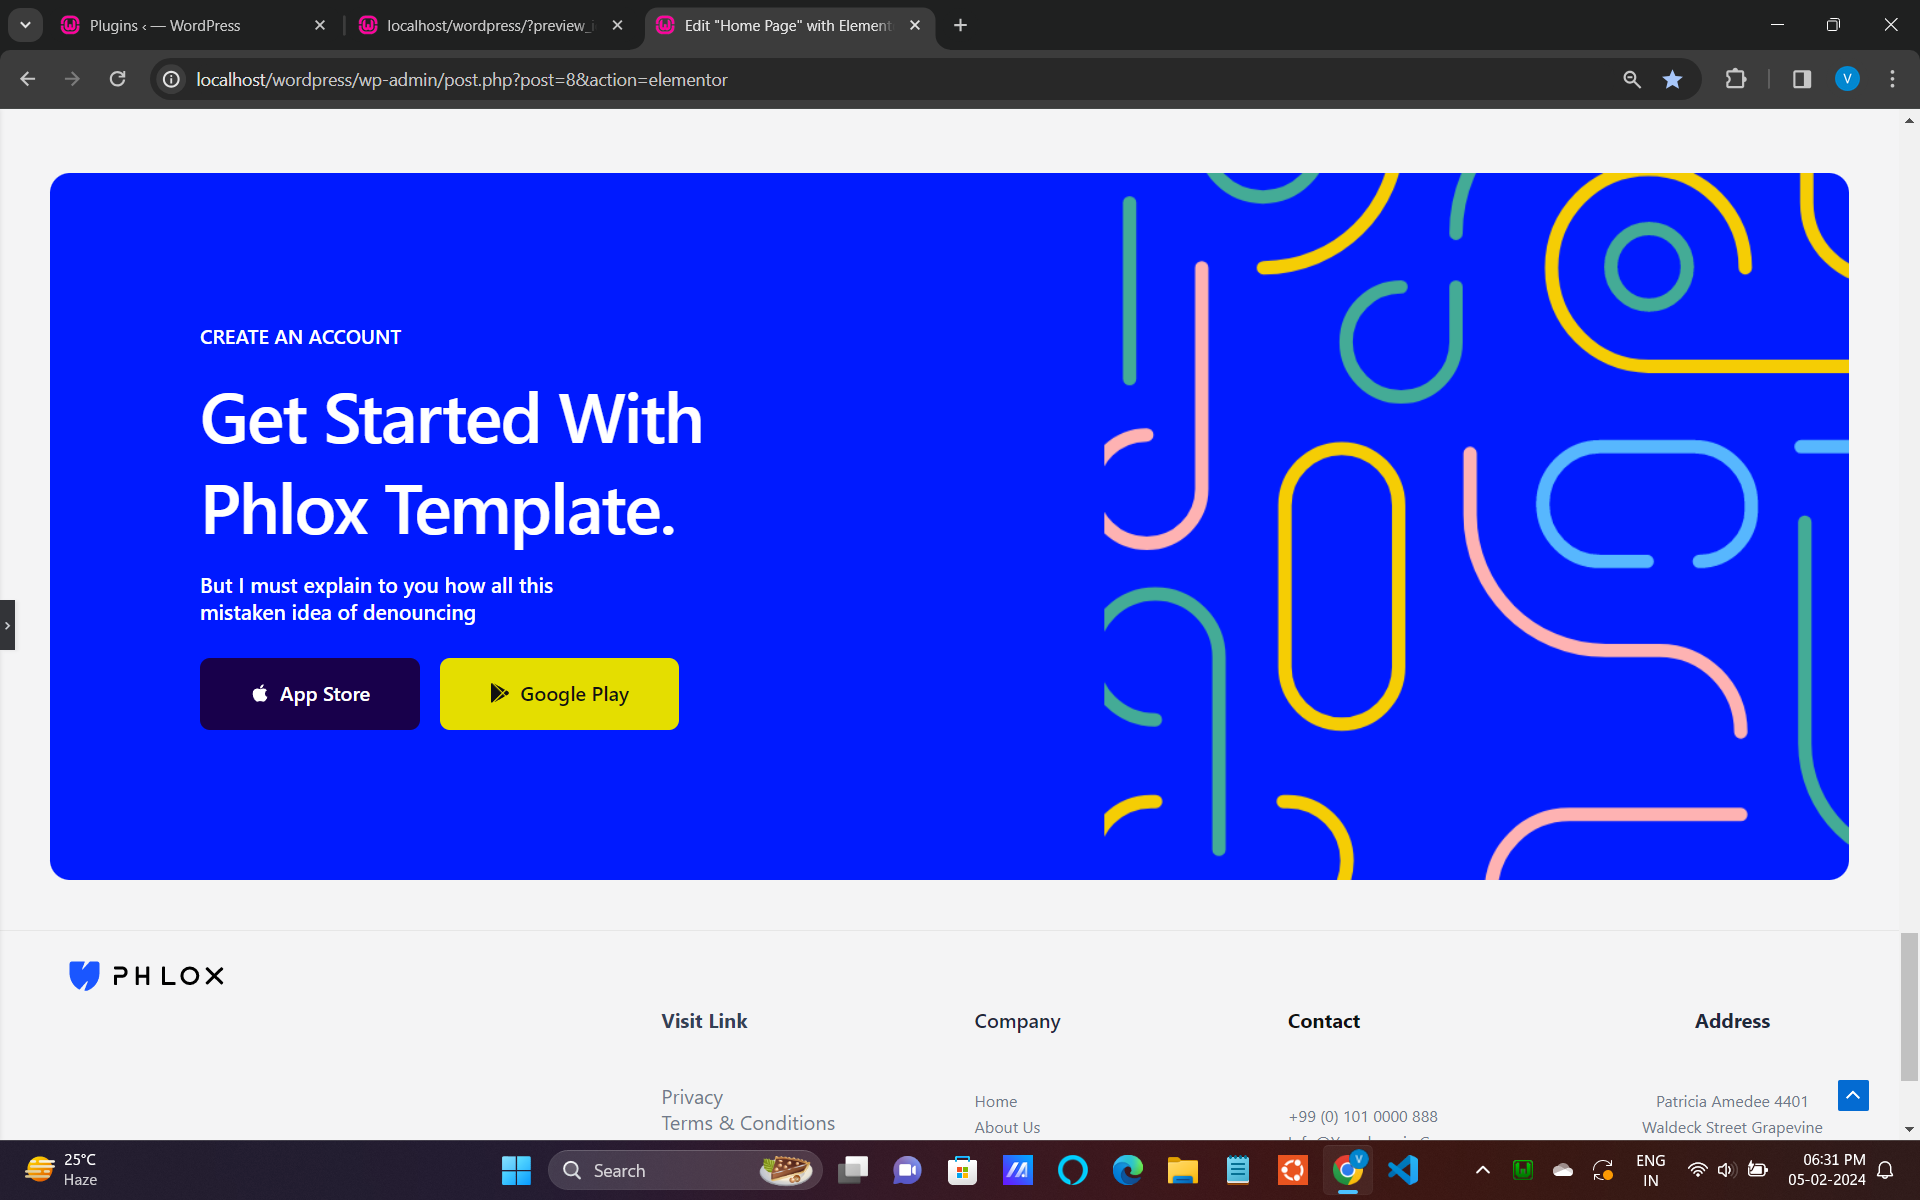 Plugins ‹ — WordPress
localhost/wordpress/?preview_i
Edit "Home Page" with Element
localhost/wordpress/wp-admin/post.php?post=8&action=elementor
V
CREATE AN ACCOUNT
Get Started With
Phlox Template.
But I must explain to you how all this
mistaken idea of denouncing
App Store
Google Play
PHLOX
Visit Link
Privacy
Terms & Conditions
Company
Home
About Us
Contact
+99 (0) 101 0000 888
Address
Patricia Amedee 4401
Waldeck Street Grapevine
25°C
Haze
Search
V
ENG
IN
06:31 PM
05-02-2024